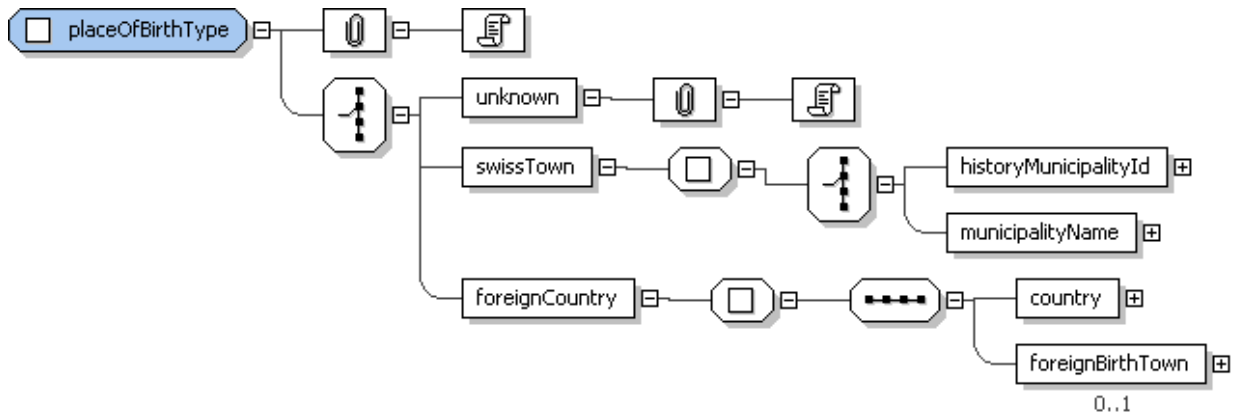 placeOfBirthType
unknown
swissTown
historyMunicipalityId
municipalityName
foreignCountry
country
foreignBirthTown
0..1